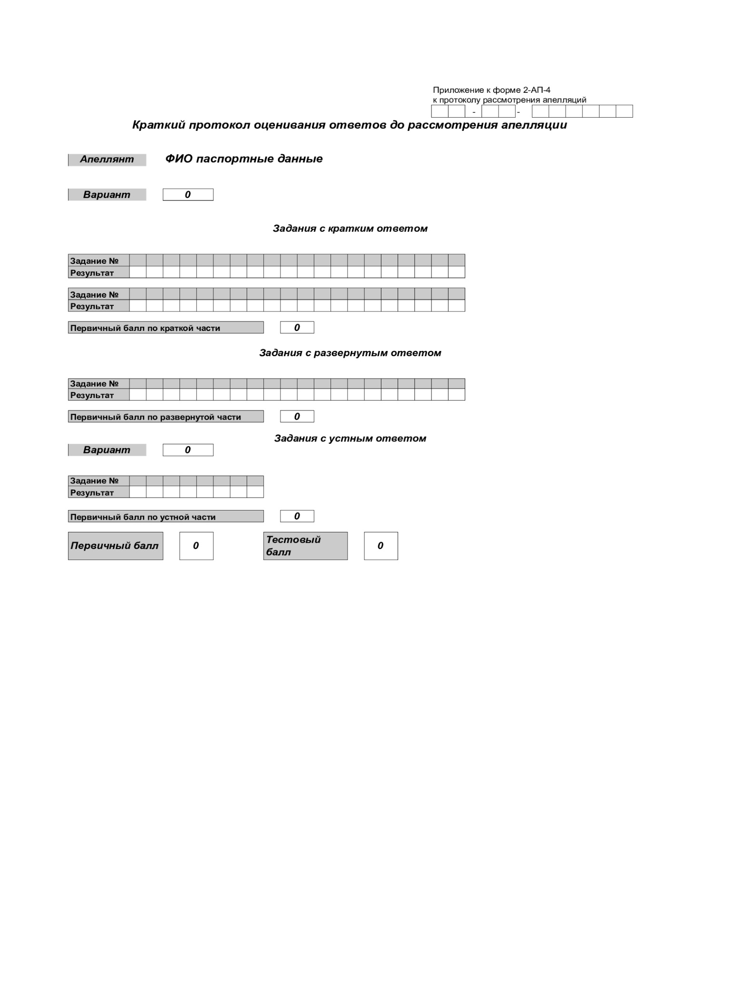 Приложение к форме 2-АП-4
к протоколу рассмотрения апелляций
- -
Краткий протокол оценивания ответов до рассмотрения апелляции
Апеллянт ФИО паспортные данные
Вариант 0
Задания с кратким ответом
Задание №
Результат
Задание №
Результат
Первичный балл по краткой части 0
Задания с развернутым ответом
Задание №
Результат
Первичный балл по развернутой части 0
Задания с устным ответом
Вариант 0
Задание №
Результат
Первичный балл по устной части 0
Первичный балл 0 Тестовый
балл 0